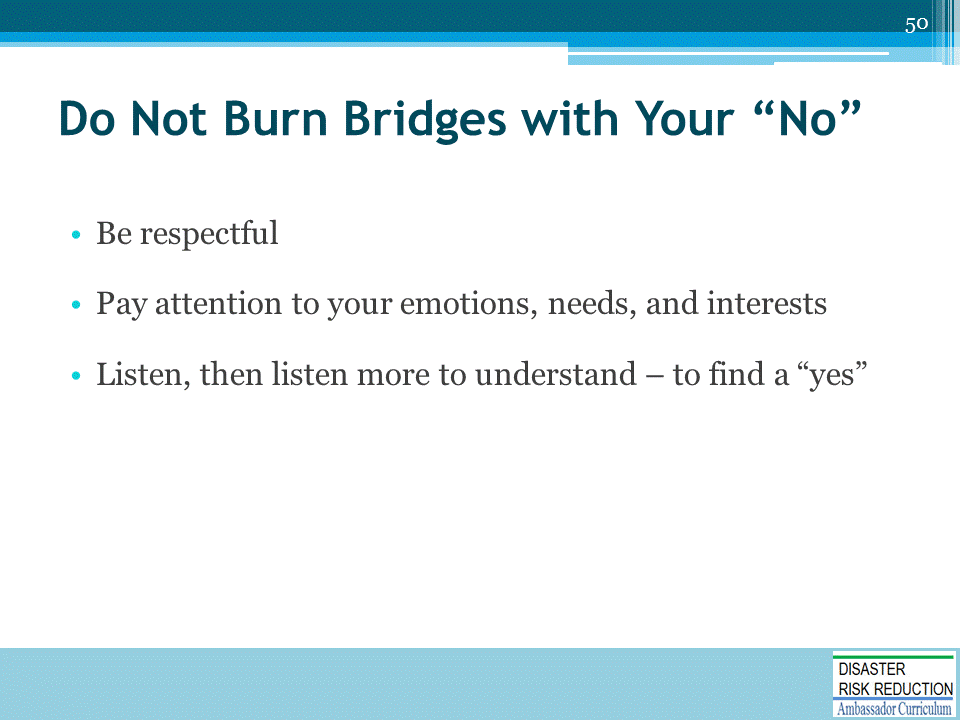 50
Do Not Burn Bridges with Your “No”
• Be respectful
• Pay attention to your emotions, needs, and interests
• Listen, then listen more to understand – to find a “yes”
DISASTER
RISK REDUCTION
Ambassador Curriculum